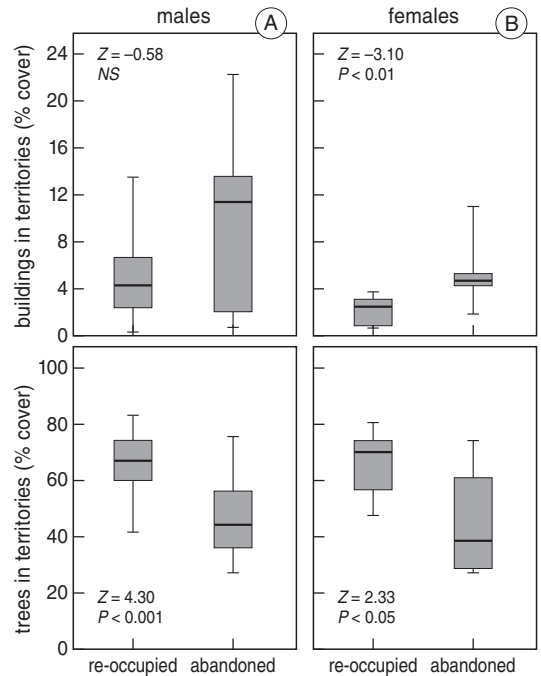 males
A
females
B
buildings in territories (% cover)
24
20
16
12
8
4
0
Z = –0.58
NS
Z = –3.10
P < 0.01
trees in territories (% cover)
100
80
60
40
20
0
Z = 4.30
P < 0.001
Z = 2.33
P < 0.05
re-occupied abandoned
re-occupied abandoned